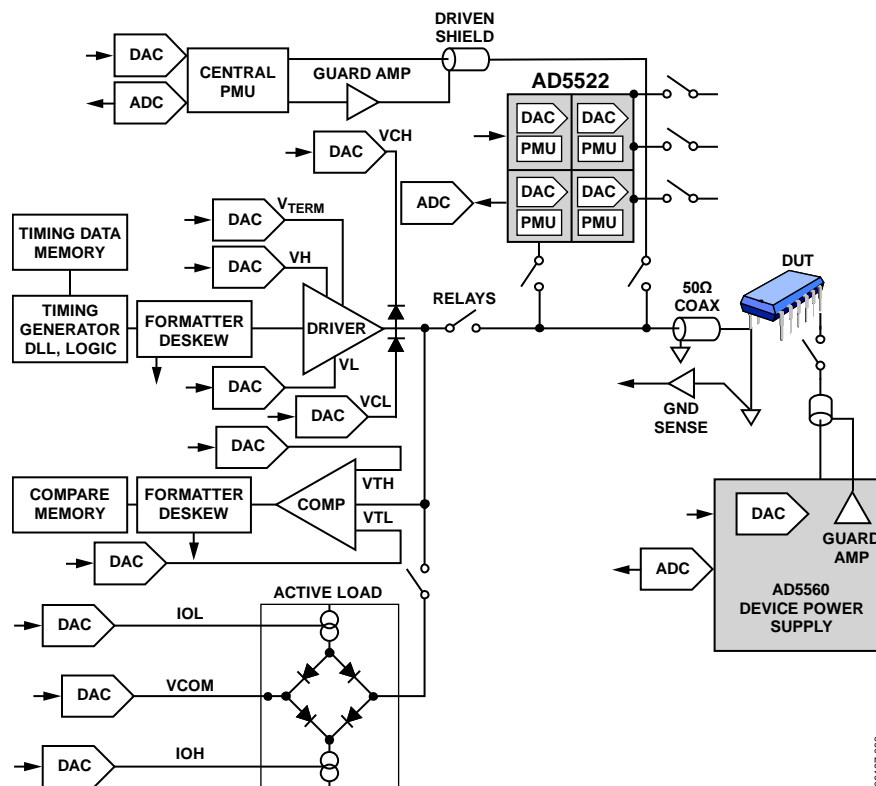 DRIVEN
SHIELD
DAC
CENTRAL
PMU
GUARD AMP
ADC
AD5522
DAC
DAC
PMU
PMU
DAC
DAC
PMU
PMU
VCH
DAC
ADC
VTERM
DAC
VH
DAC
TIMING DATA
MEMORY
TIMING
GENERATOR
DLL, LOGIC
FORMATTER
DESKEW
DRIVER
RELAYS
50Ω
COAX
DUT
VL
DAC
VCL
DAC
GND
SENSE
DAC
VTH
COMPARE
MEMORY
FORMATTER
DESKEW
COMP
VTL
DAC
DAC
GUARD
AMP
ADC
AD5560
DEVICE POWER
SUPPLY
ACTIVE LOAD
DAC
IOL
DAC
VCOM
DAC
IOH